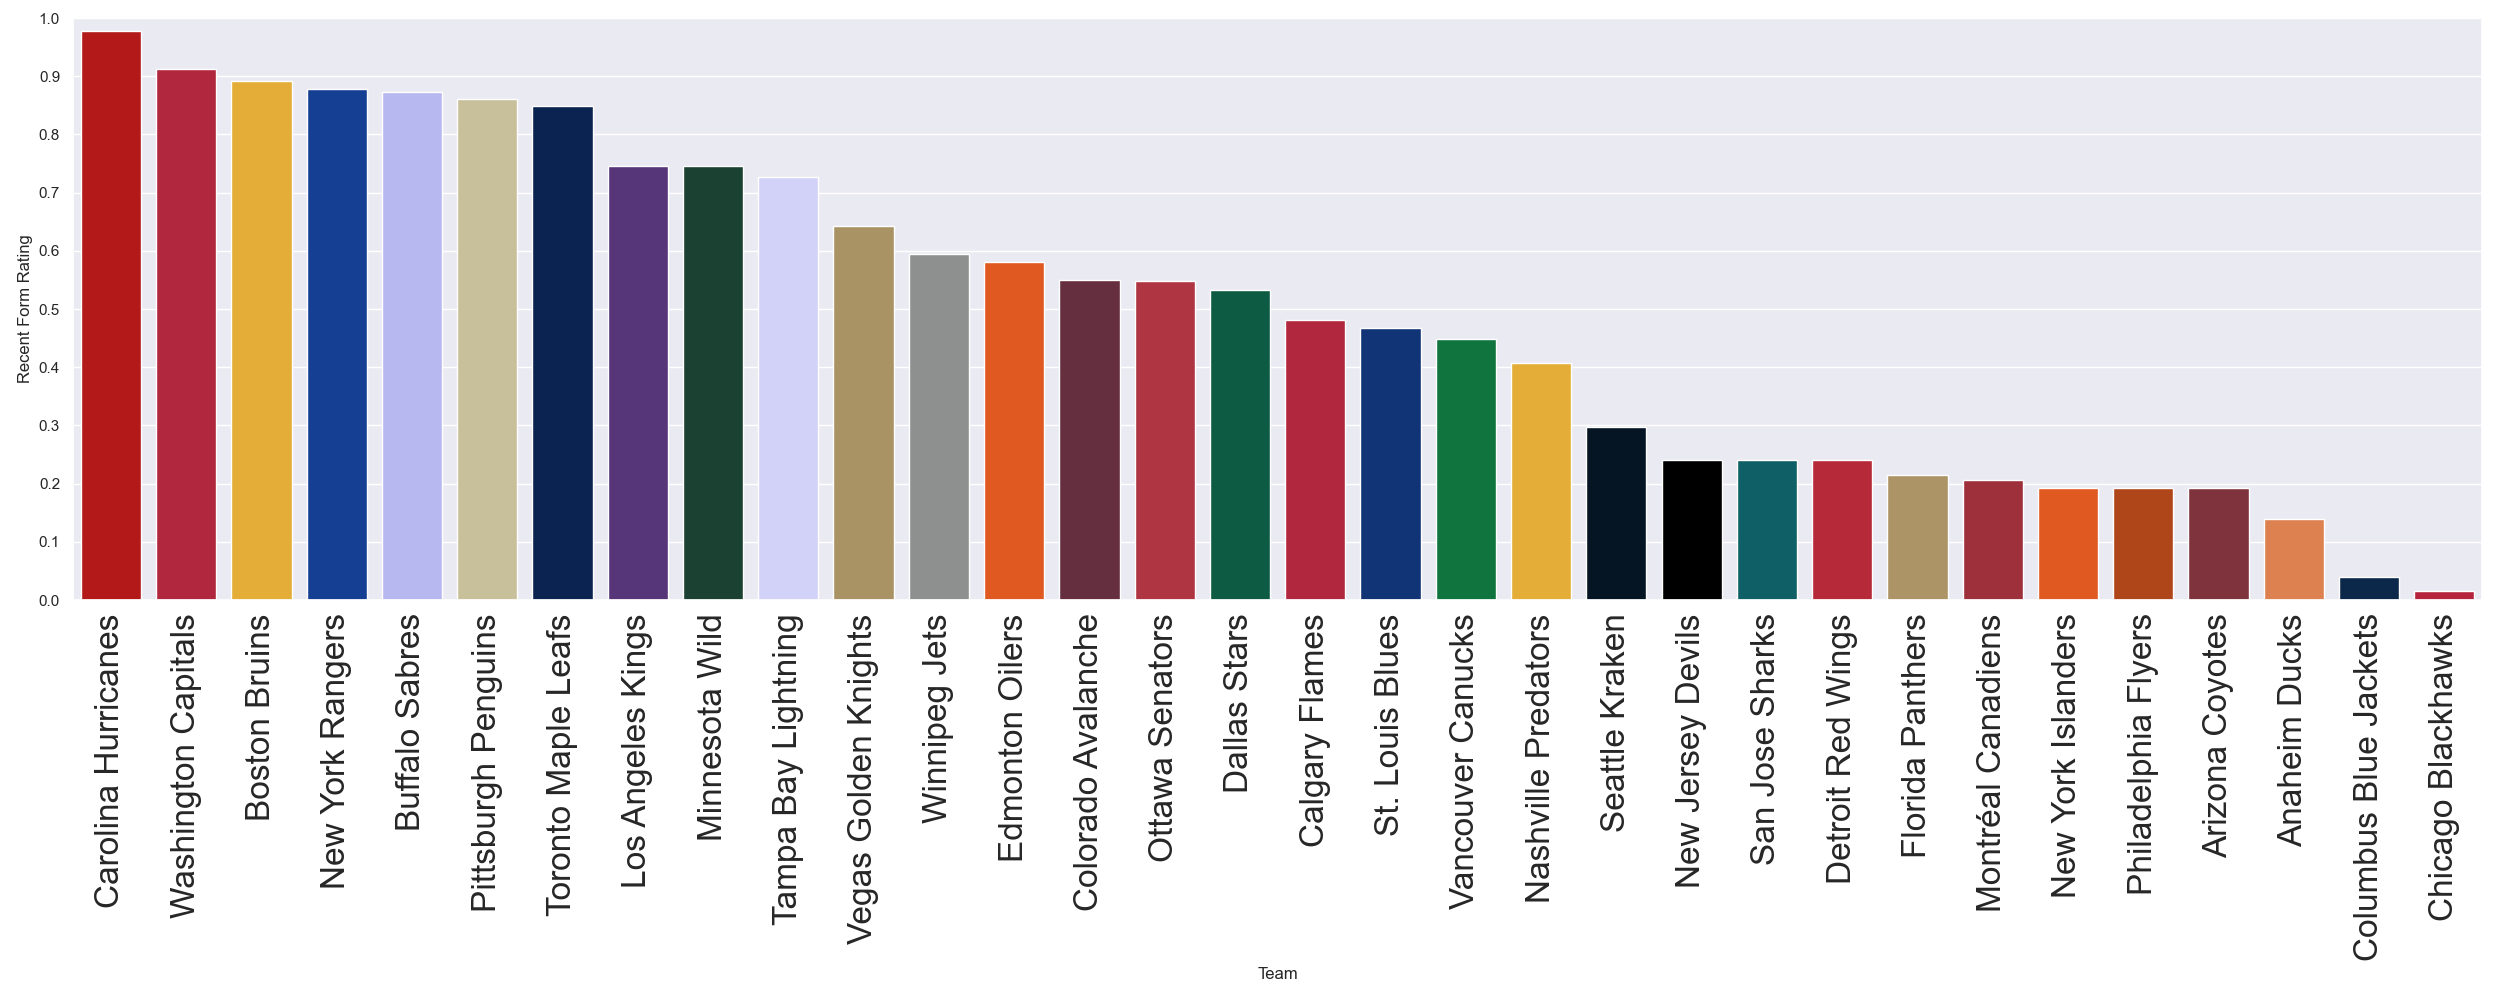 1.0
0.9
0.8
0.7
0.6
0.5
0.4
0.3
0.2
0.1
0.0
Recent Form Rating
Carolina Hurricanes
Washington Capitals
Boston Bruins
New York Rangers
Buffalo Sabres
Pittsburgh Penguins
Toronto Maple Leafs
Los Angeles Kings
Minnesota Wild
Tampa Bay Lightning
Vegas Golden Knights
Winnipeg Jets
Edmonton Oilers
Colorado Avalanche
Ottawa Senators
Dallas Stars
Calgary Flames
St. Louis Blues
Vancouver Canucks
Nashville Predators
Seattle Kraken
New Jersey Devils
San Jose Sharks
Detroit Red Wings
Florida Panthers
Montréal Canadiens
New York Islanders
Philadelphia Flyers
Arizona Coyotes
Anaheim Ducks
Columbus Blue Jackets
Chicago Blackhawks
Team